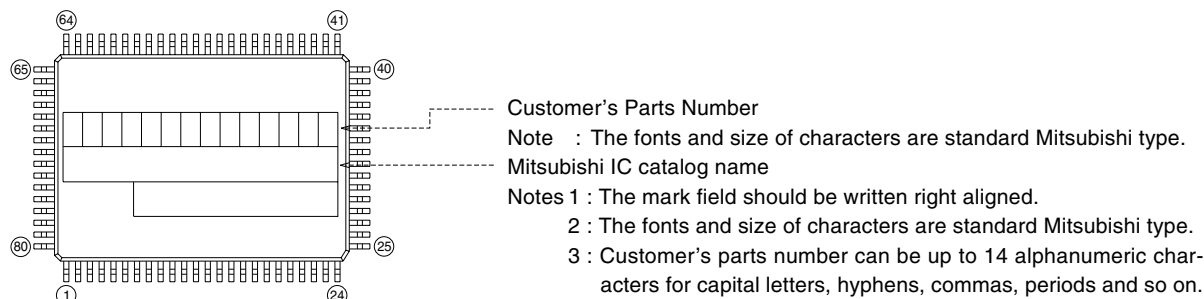 64 41
65 40
Customer's Parts Number
Note : The fonts and size of characters are standard Mitsubishi type.
Mitsubishi IC catalog name
Notes 1 : The mark field should be written right aligned.
2 : The fonts and size of characters are standard Mitsubishi type.
80 25
3 : Customer's parts number can be up to 14 alphanumeric char-
acters for capital letters, hyphens, commas, periods and so on.
1 24